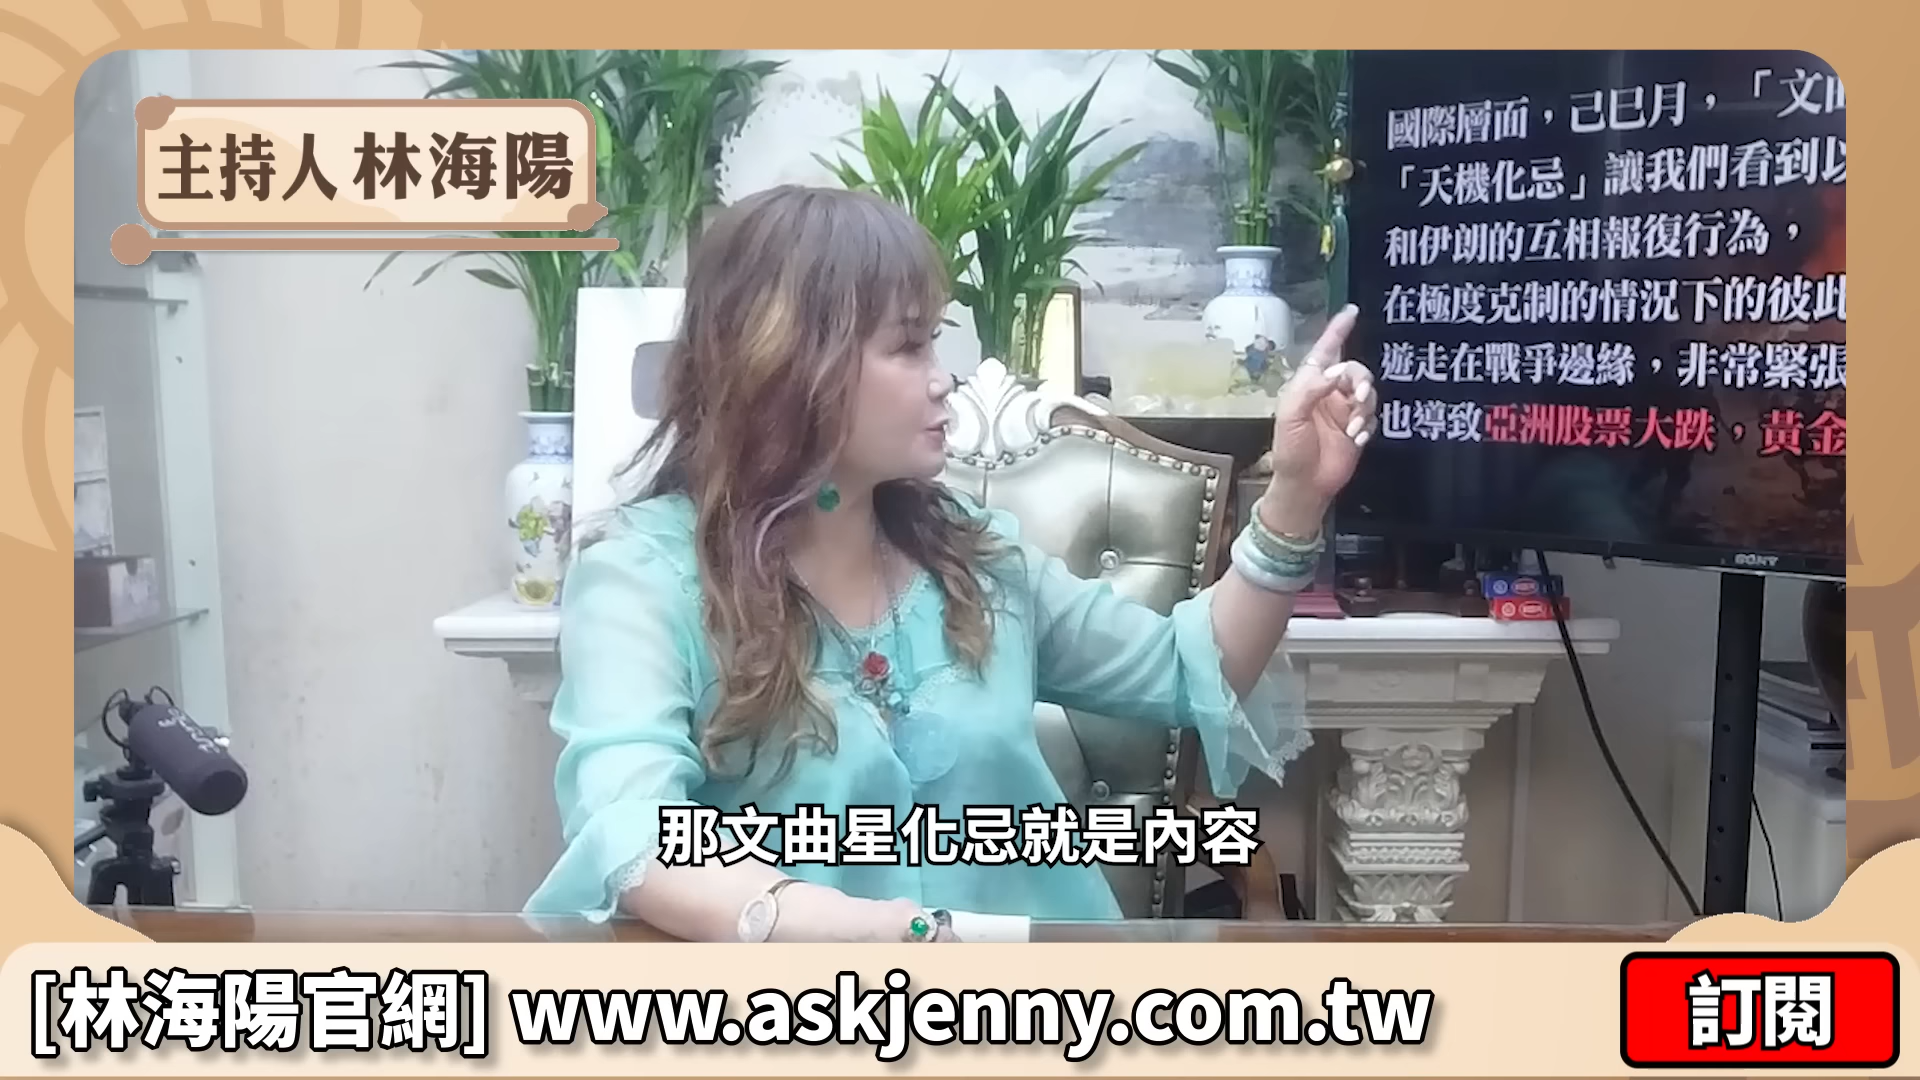 主持人 林海陽
國際層面，己巳月，「文曲
「天機化忌」讓我們看到以
和伊朗的互相報復行為，
在極度克制的情況下的彼此
遊走在戰爭邊緣，非常緊張
也導致亞洲股票大跌，黃金
SONY
那文曲星化忌就是內容
[林海陽官網] www.askjenny.com.tw
訂閱